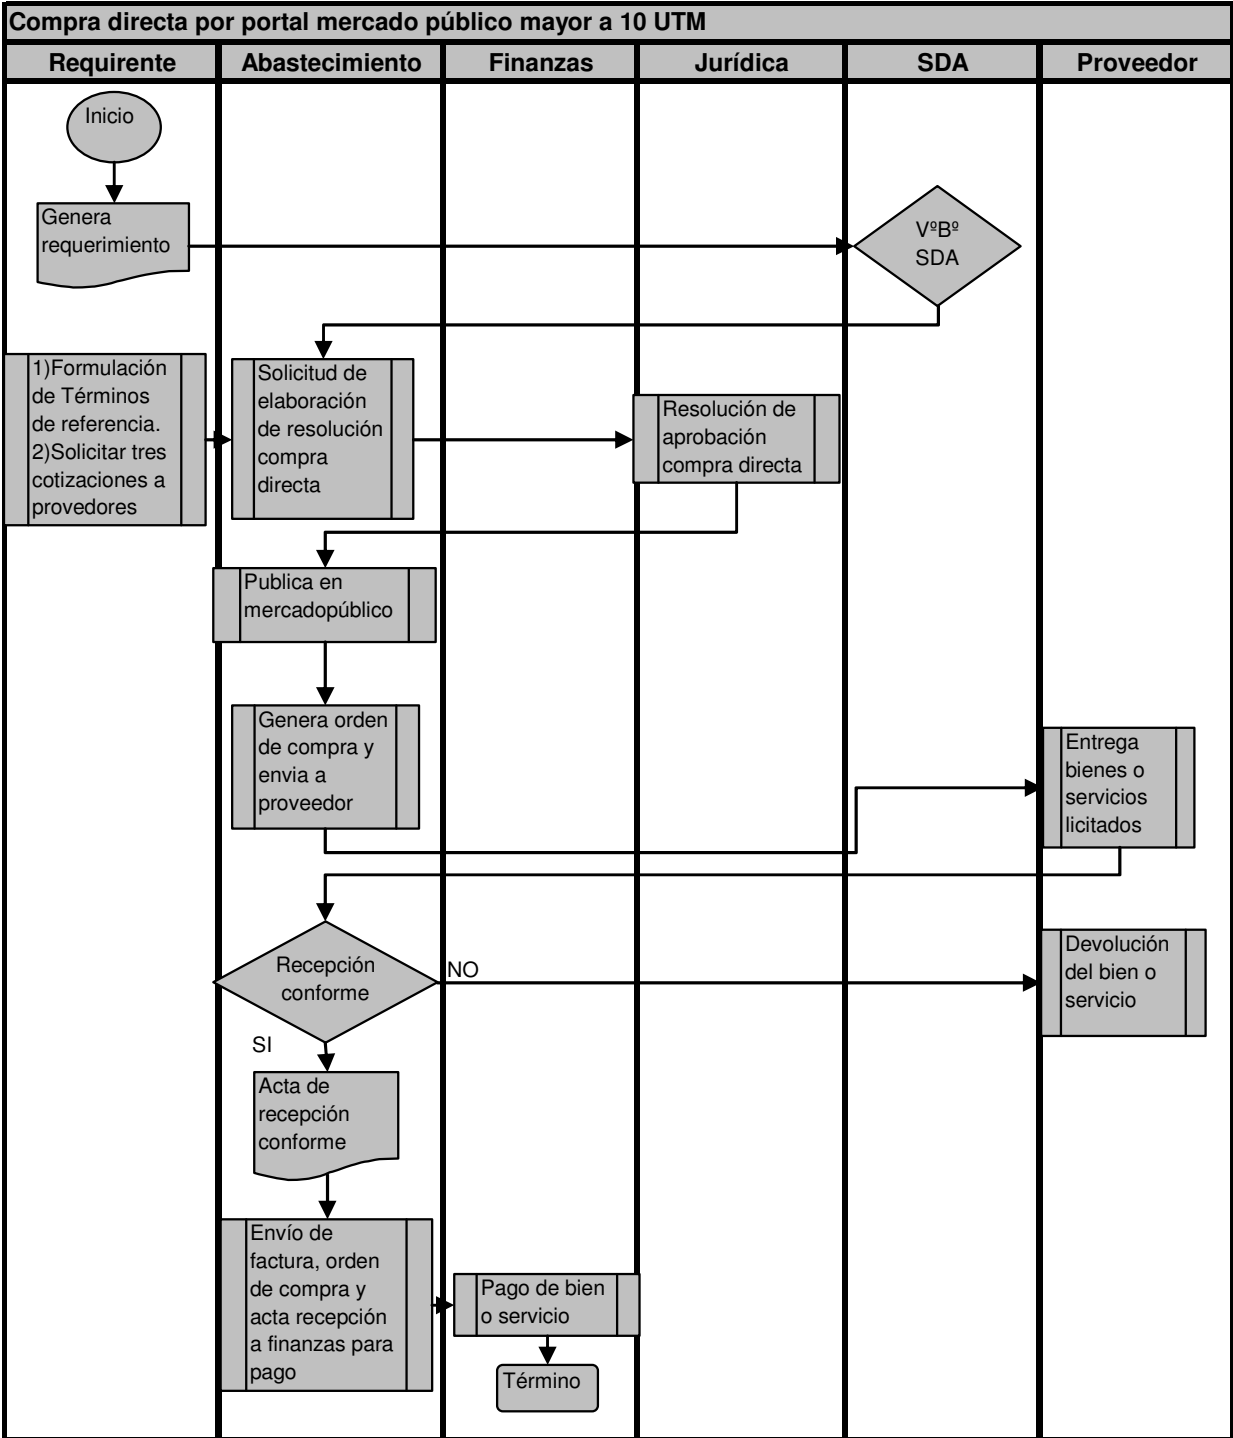 Compra directa por portal mercado público mayor a 10 UTM
Requirente
Abastecimiento
Finanzas
Jurídica
SDA
Proveedor
Inicio
Genera
requerimiento
VºBº
SDA
1)Formulación
de Términos
de referencia.
2)Solicitar tres
cotizaciones a
provedores
Solicitud de
elaboración
de resolución
compra
directa
Resolución de
aprobación
compra directa
Publica en
mercadopúblico
Genera orden
de compra y
envia a
proveedor
Entrega
bienes o
servicios
licitados
Recepción
conforme
NO
Devolución
del bien o
servicio
SI
Acta de
recepción
conforme
Envío de
factura, orden
de compra y
acta recepción
a finanzas para
pago
Pago de bien
o servicio
Término